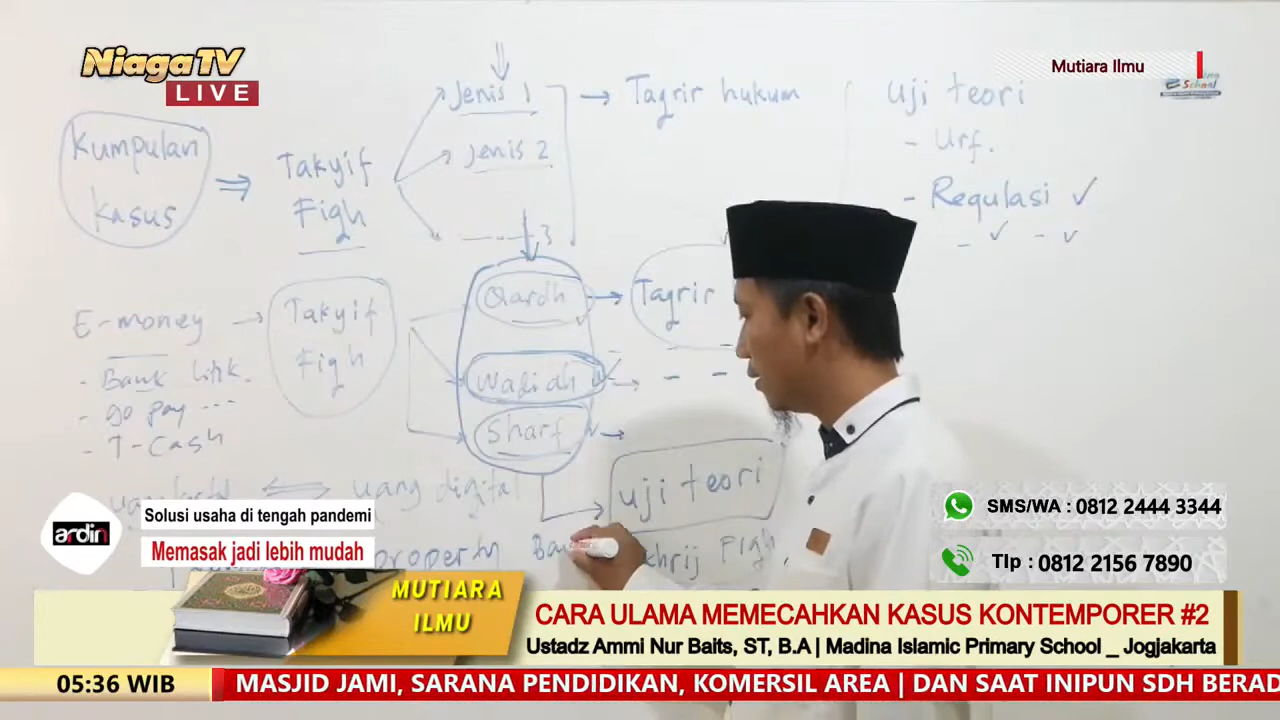 NiagaTV
LIVE
Mutiara Ilmu
School
Jenis 1
Taqrir hukum
uji teori
Kumpulan
kasus
Jenis 2
- Urf.
Takyif
Fiqh
- Regulasi ✓
- ✓ - ✓
3
E-money
Takyif
Fiqh
Qardh
Taqrir
- Bank
- go pay ...
- T-Cash
Wadiah
Sharf
uang digital
uji teori
properti
Fiqh,
ardin
Solusi usaha di tengah pandemi
Memasak jadi lebih mudah
SMS/WA : 0812 2444 3344
Tlp : 0812 2156 7890
MUTIARA
ILMU
CARA ULAMA MEMECAHKAN KASUS KONTEMPORER #2
Ustadz Ammi Nur Baits, ST, B.A | Madina Islamic Primary School _ Jogjakarta
05:36 WIB
MASJID JAMI, SARANA PENDIDIKAN, KOMERSIL AREA | DAN SAAT INIPUN SDH BERAD